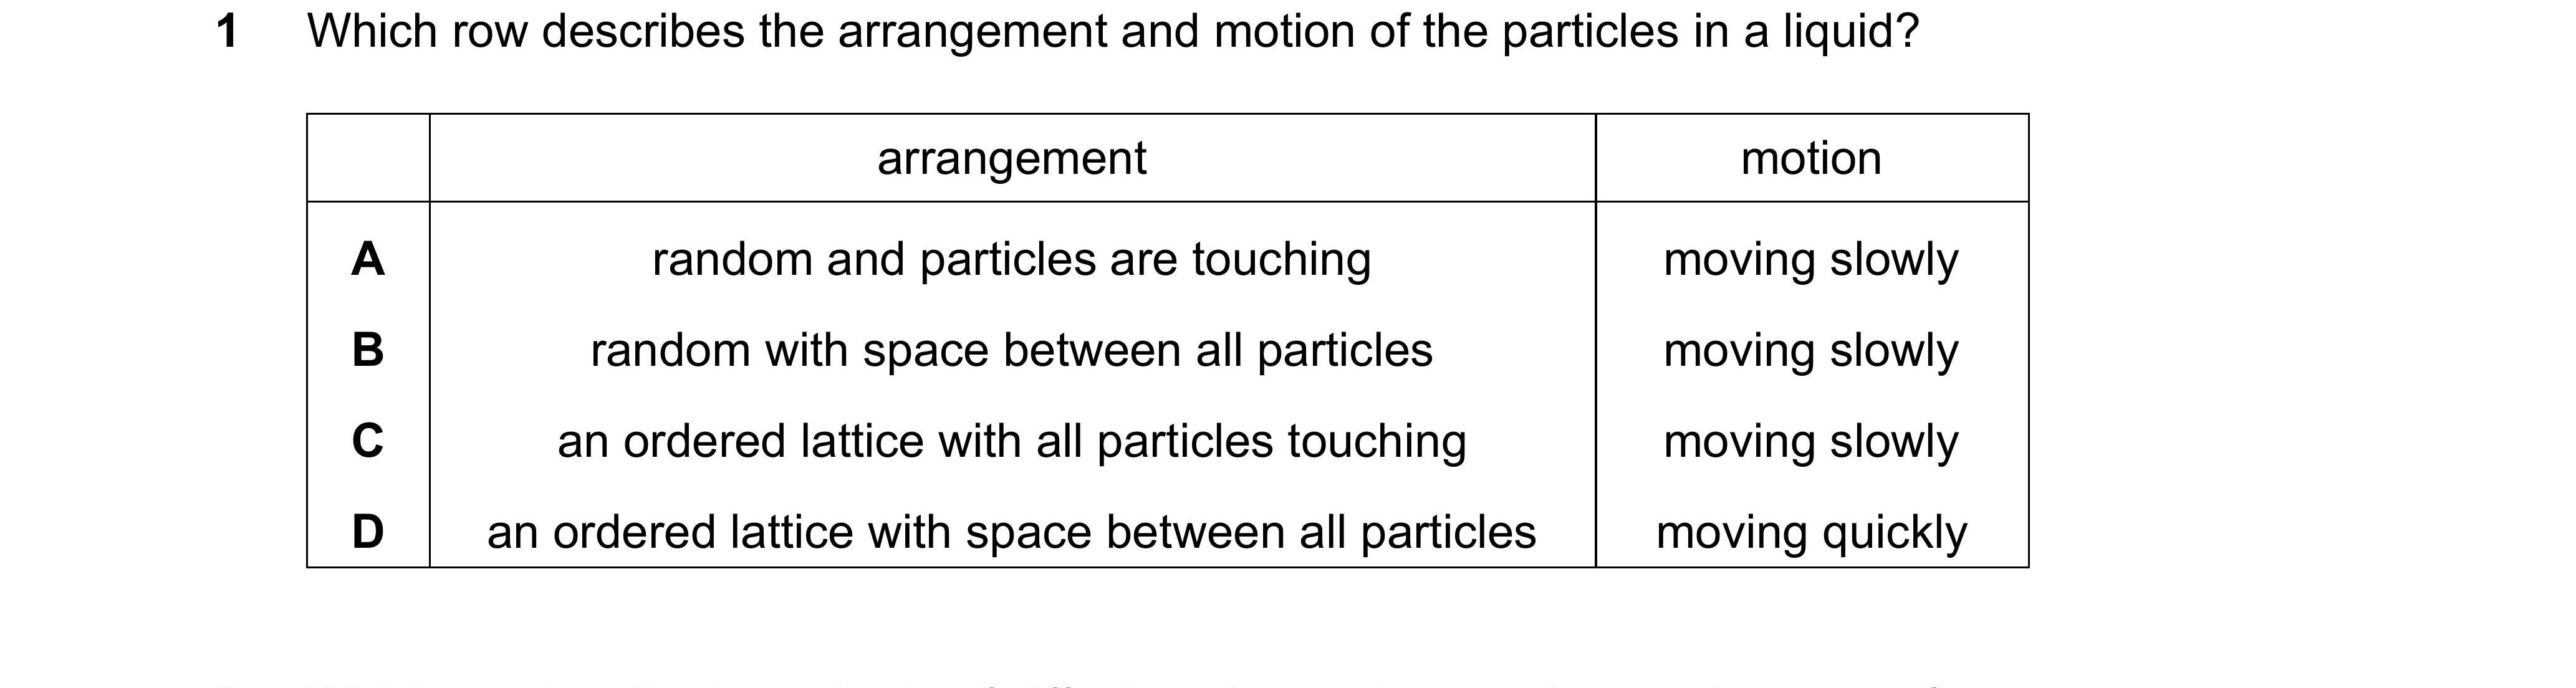 1 Which row describes the arrangement and motion of the particles in a liquid?
arrangement motion
A random and particles are touching moving slowly
B random with space between all particles moving slowly
C an ordered lattice with all particles touching moving slowly
D an ordered lattice with space between all particles moving quickly